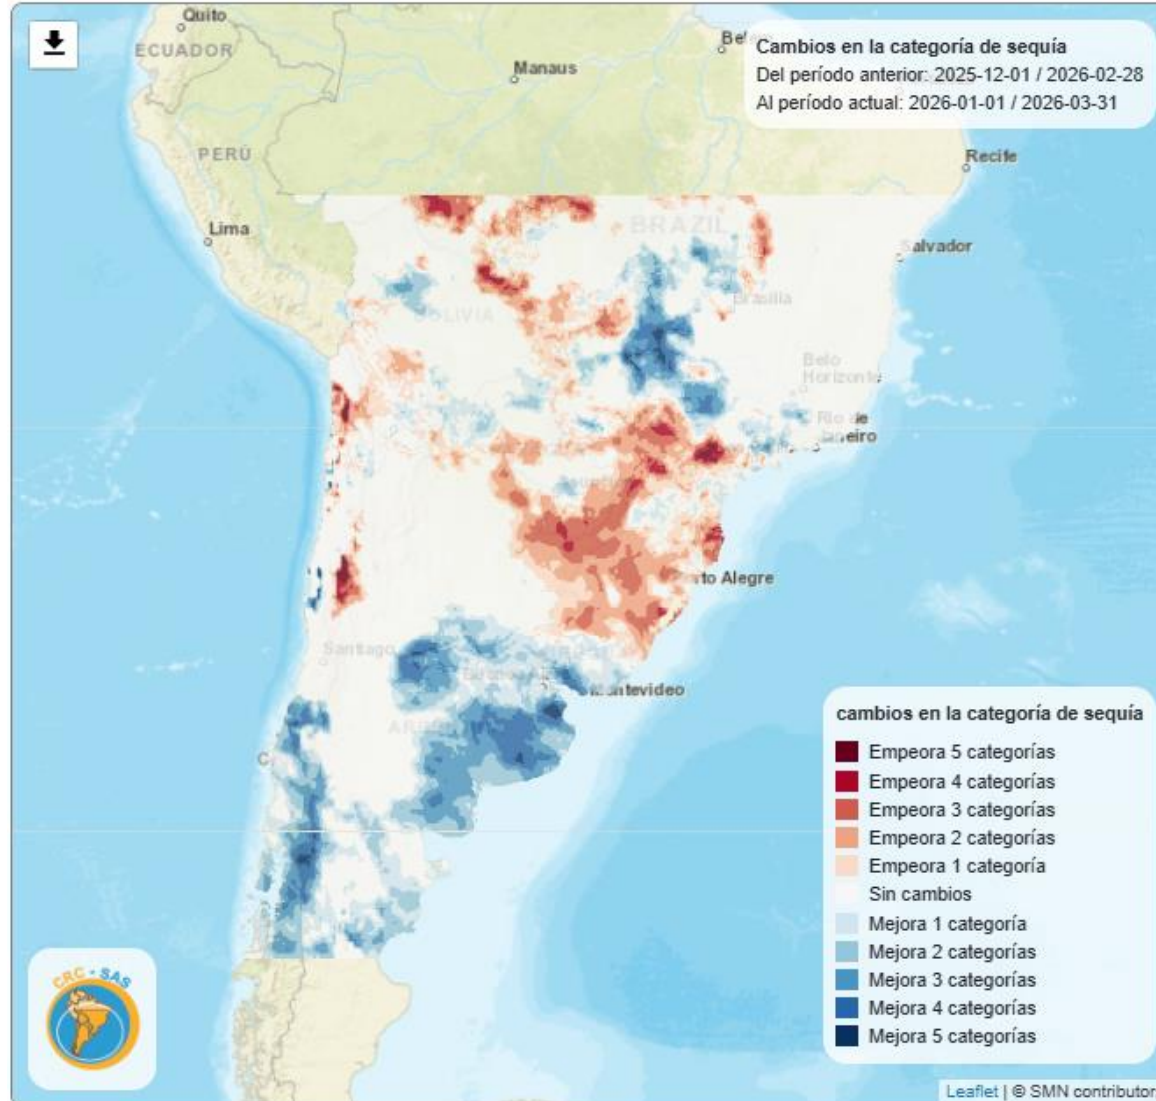 Quito
ECUADOR
Manaus
Cambios en la categoría de sequía
Del período anterior: 2025-12-01 / 2026-02-28
Al período actual: 2026-01-01 / 2026-03-31
PERÚ
Recife
Lima
BRAZIL
Salvador
Brasilia
BOLIVIA
Belo
Horizonte
Rio de
Janeiro
Porto Alegre
Santiago
Montevideo
cambios en la categoría de sequía
Empeora 5 categorías
Empeora 4 categorías
Empeora 3 categorías
Empeora 2 categorías
Empeora 1 categoría
Sin cambios
Mejora 1 categoría
Mejora 2 categorías
Mejora 3 categorías
Mejora 4 categorías
Mejora 5 categorías
CRC - SAS
Leaflet | © SMN contributor